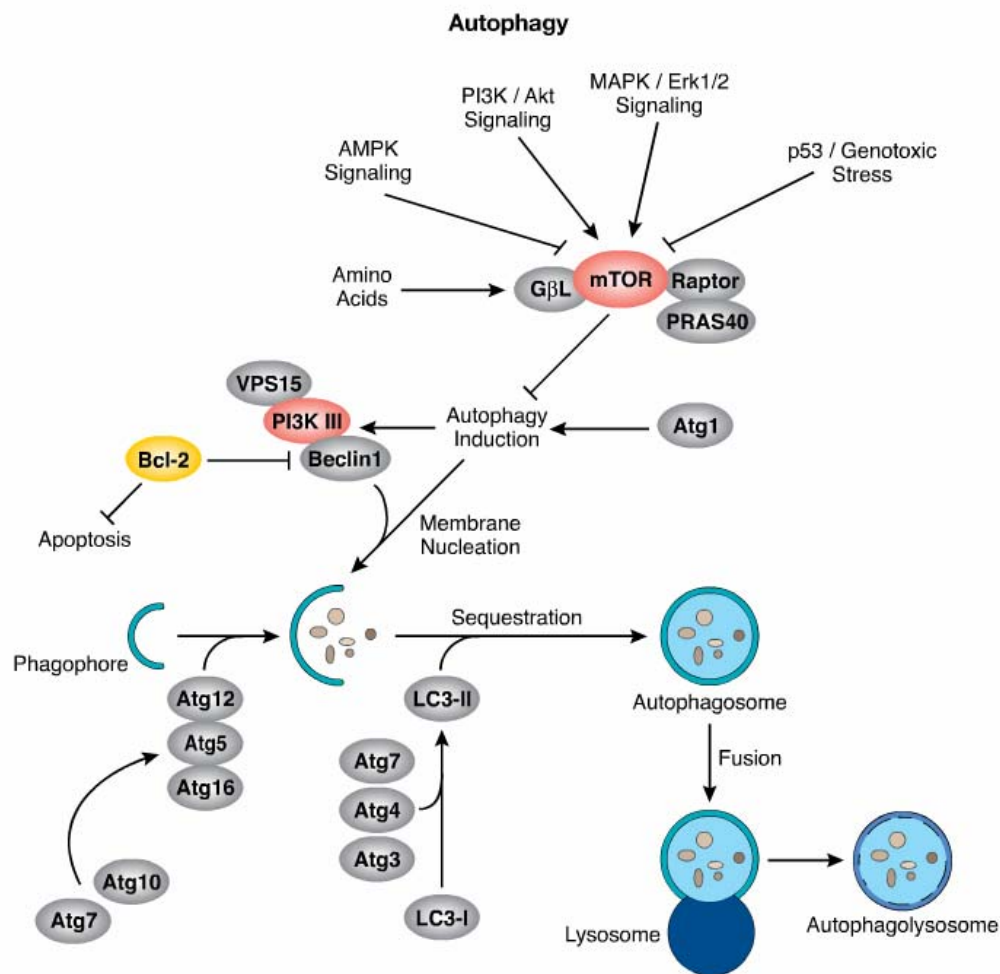 Autophagy
MAPK / Erk1/2
Signaling
PI3K / Akt
Signaling
AMPK
Signaling
p53 / Genotoxic
Stress
Amino
Acids
GβL
mTOR
Raptor
PRAS40
VPS15
PI3K III
Beclin1
Bcl-2
Apoptosis
Autophagy
Induction
Atg1
Membrane
Nucleation
Phagophore
Sequestration
Autophagosome
Atg12
Atg5
Atg16
Atg10
Atg7
LC3-II
Atg7
Atg4
Atg3
LC3-I
Fusion
Lysosome
Autophagolysosome